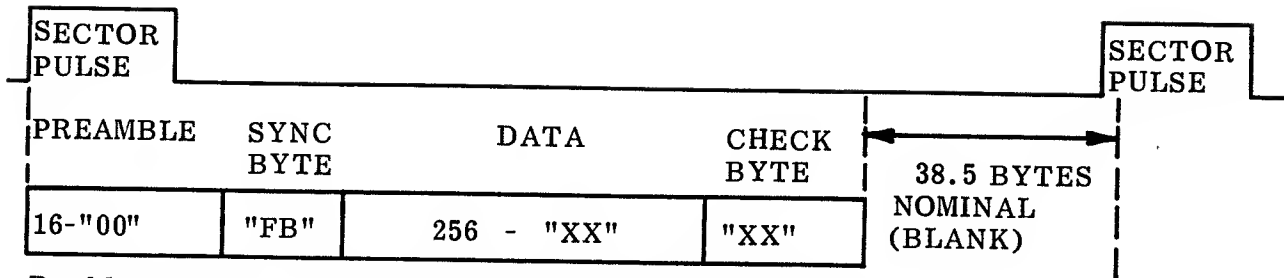 SECTOR
PULSE
SECTOR
PULSE
PREAMBLE
SYNC
BYTE
DATA
CHECK
BYTE
38.5 BYTES
NOMINAL
(BLANK)
16-"00"
"FB"
256 - "XX"
"XX"